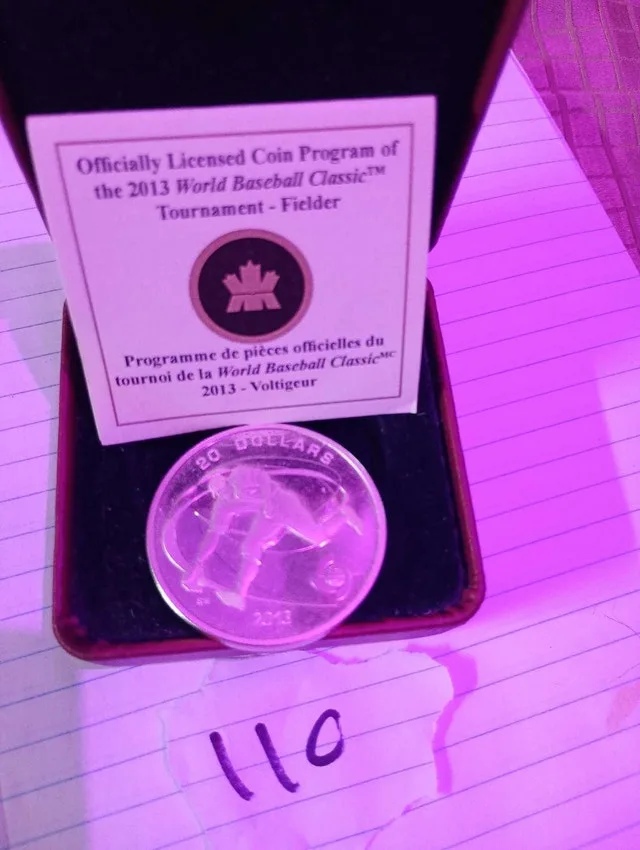 Officially Licensed Coin Program of
the 2013 World Baseball Classic™
Tournament - Fielder
Programme de pièces officielles du
tournoi de la World Baseball Classicᴹᶜ
2013 - Voltigeur
20 DOLLARS
2013
110